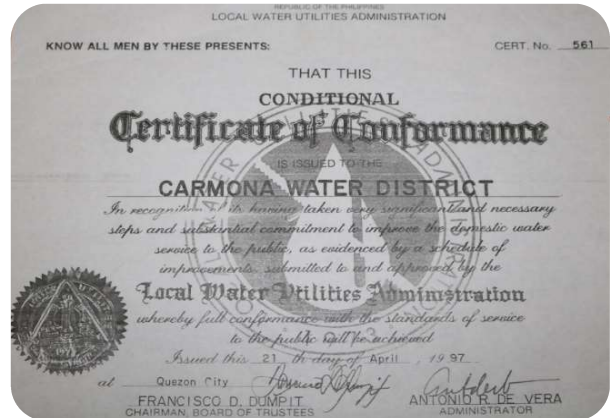 REPUBLIC OF THE PHILIPPINES
LOCAL WATER UTILITIES ADMINISTRATION
KNOW ALL MEN BY THESE PRESENTS: CERT. No. 561
THAT THIS
CONDITIONAL
Certificate of Conformance
IS ISSUED TO THE
CARMONA WATER DISTRICT
In recognition of its having taken very significant and necessary
steps and substantial commitment to improve the domestic water
service to the public, as evidenced by a schedule of
improvements submitted to and approved by the
Local Water Utilities Administration
whereby full conformance with the standards of service
to the public will be achieved
Issued this 21 th day of April, 1997
at Quezon City
FRANCISCO D. DUMPIT
CHAIRMAN, BOARD OF TRUSTEES
ANTONIO R. DE VERA
ADMINISTRATOR